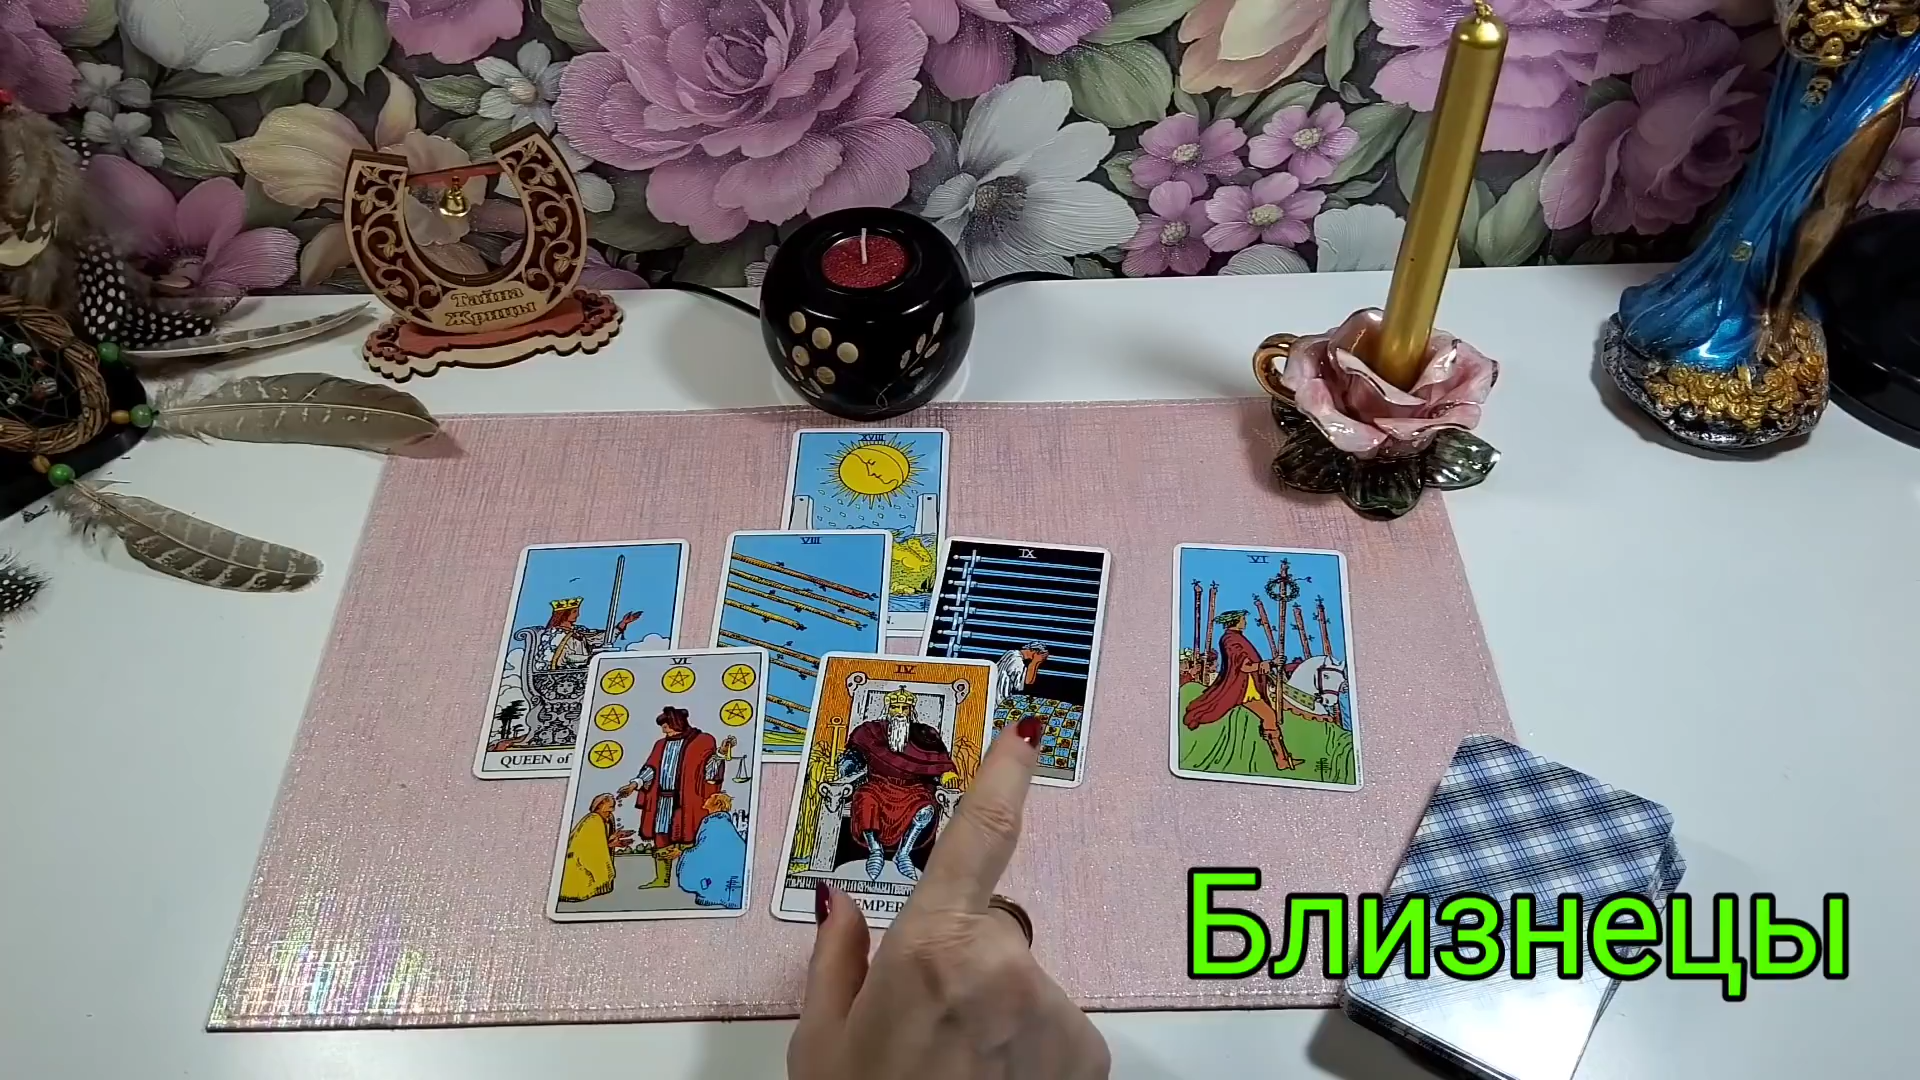 Тайна
Жрицы
XVIII
VIII
IX
VI
QUEEN of
VI
IV
EMPER
Близнецы